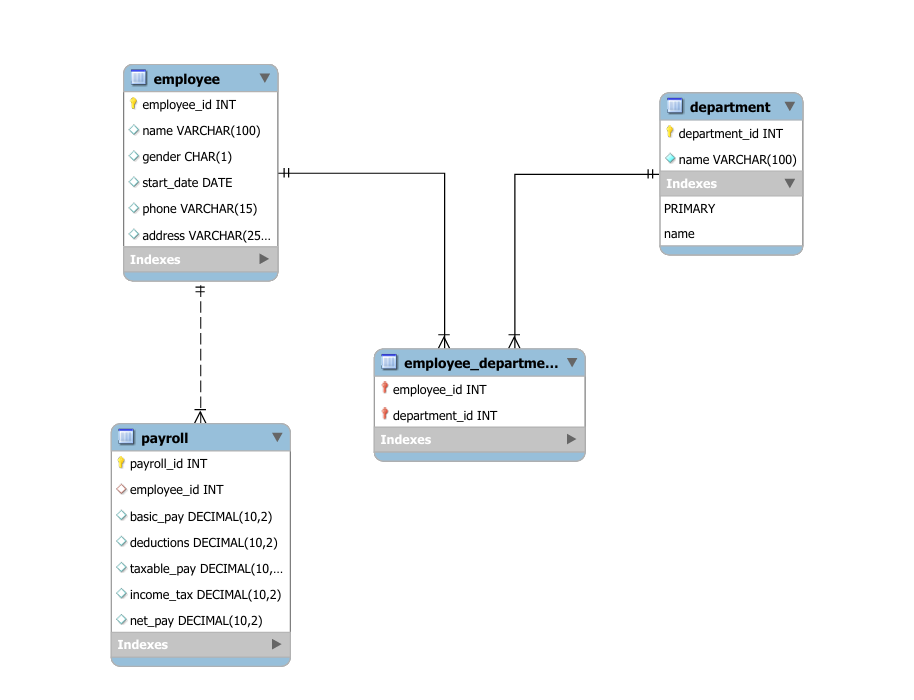 employee
employee_id INT
name VARCHAR(100)
gender CHAR(1)
start_date DATE
phone VARCHAR(15)
address VARCHAR(25...
Indexes
department
department_id INT
name VARCHAR(100)
Indexes
PRIMARY
name
employee_departme...
employee_id INT
department_id INT
Indexes
payroll
payroll_id INT
employee_id INT
basic_pay DECIMAL(10,2)
deductions DECIMAL(10,2)
taxable_pay DECIMAL(10,...
income_tax DECIMAL(10,2)
net_pay DECIMAL(10,2)
Indexes